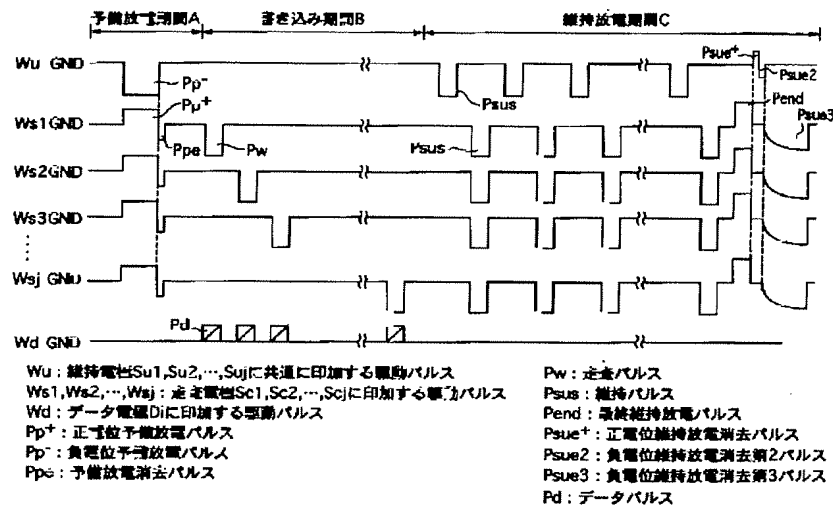 予備放電期間A
書き込み期間B
維持放電期間C
Wu GND
Pp-
Pp+
Psus
Psue+
Psue2
Ws1GND
Ppe
Pw
Psus
Pend
Psue3
Ws2GND
Ws3GND
Wsj GND
Pd
Wd GND
Wu：維持電極Su1,Su2,…,Sujに共通に印加する駆動パルス
Ws1,Ws2,…,Wsj：走査電極Sc1,Sc2,…,Scjに印加する駆動パルス
Wd：データ電極Diに印加する駆動パルス
Pp+：正電位予備放電パルス
Pp-：負電位予備放電パルス
Ppe：予備放電消去パルス
Pw：走査パルス
Psus：維持パルス
Pend：最終維持放電パルス
Psue+：正電位維持放電消去パルス
Psue2：負電位維持放電消去第2パルス
Psue3：負電位維持放電消去第3パルス
Pd：データパルス